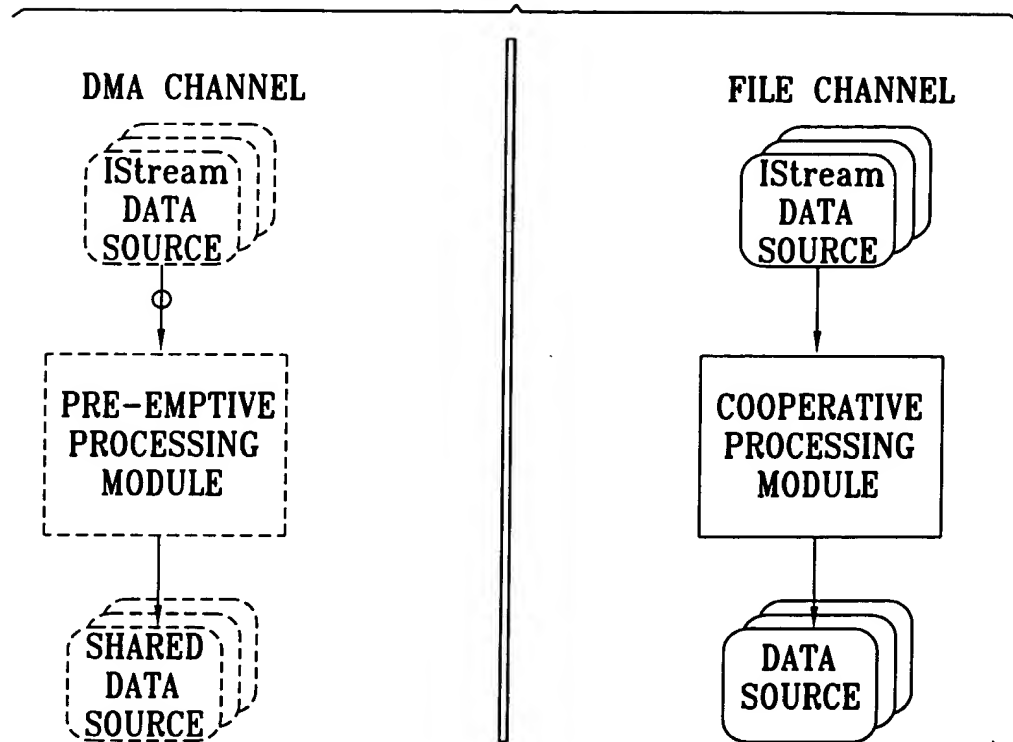 DMA CHANNEL
IStream
DATA
SOURCE
PRE-EMPTIVE
PROCESSING
MODULE
SHARED
DATA
SOURCE
FILE CHANNEL
IStream
DATA
SOURCE
COOPERATIVE
PROCESSING
MODULE
DATA
SOURCE